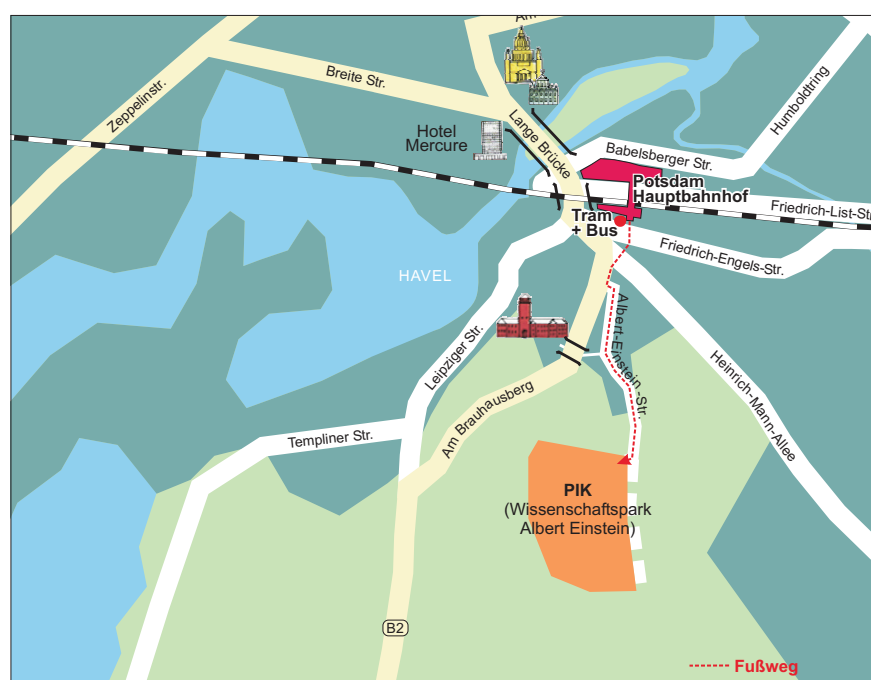 Am
Breite Str.
Zeppelinstr.
Humboldtring
Lange Brücke
Hotel
Mercure
Babelsberger Str.
Potsdam
Hauptbahnhof
Friedrich-List-St
Tram
+ Bus
Friedrich-Engels-Str.
HAVEL
Albert-Einstein-Str.
Leipziger Str.
Heinrich-Mann-Allee
Am Brauhausberg
Templiner Str.
PIK
(Wissenschaftspark
Albert Einstein)
B2
Fußweg